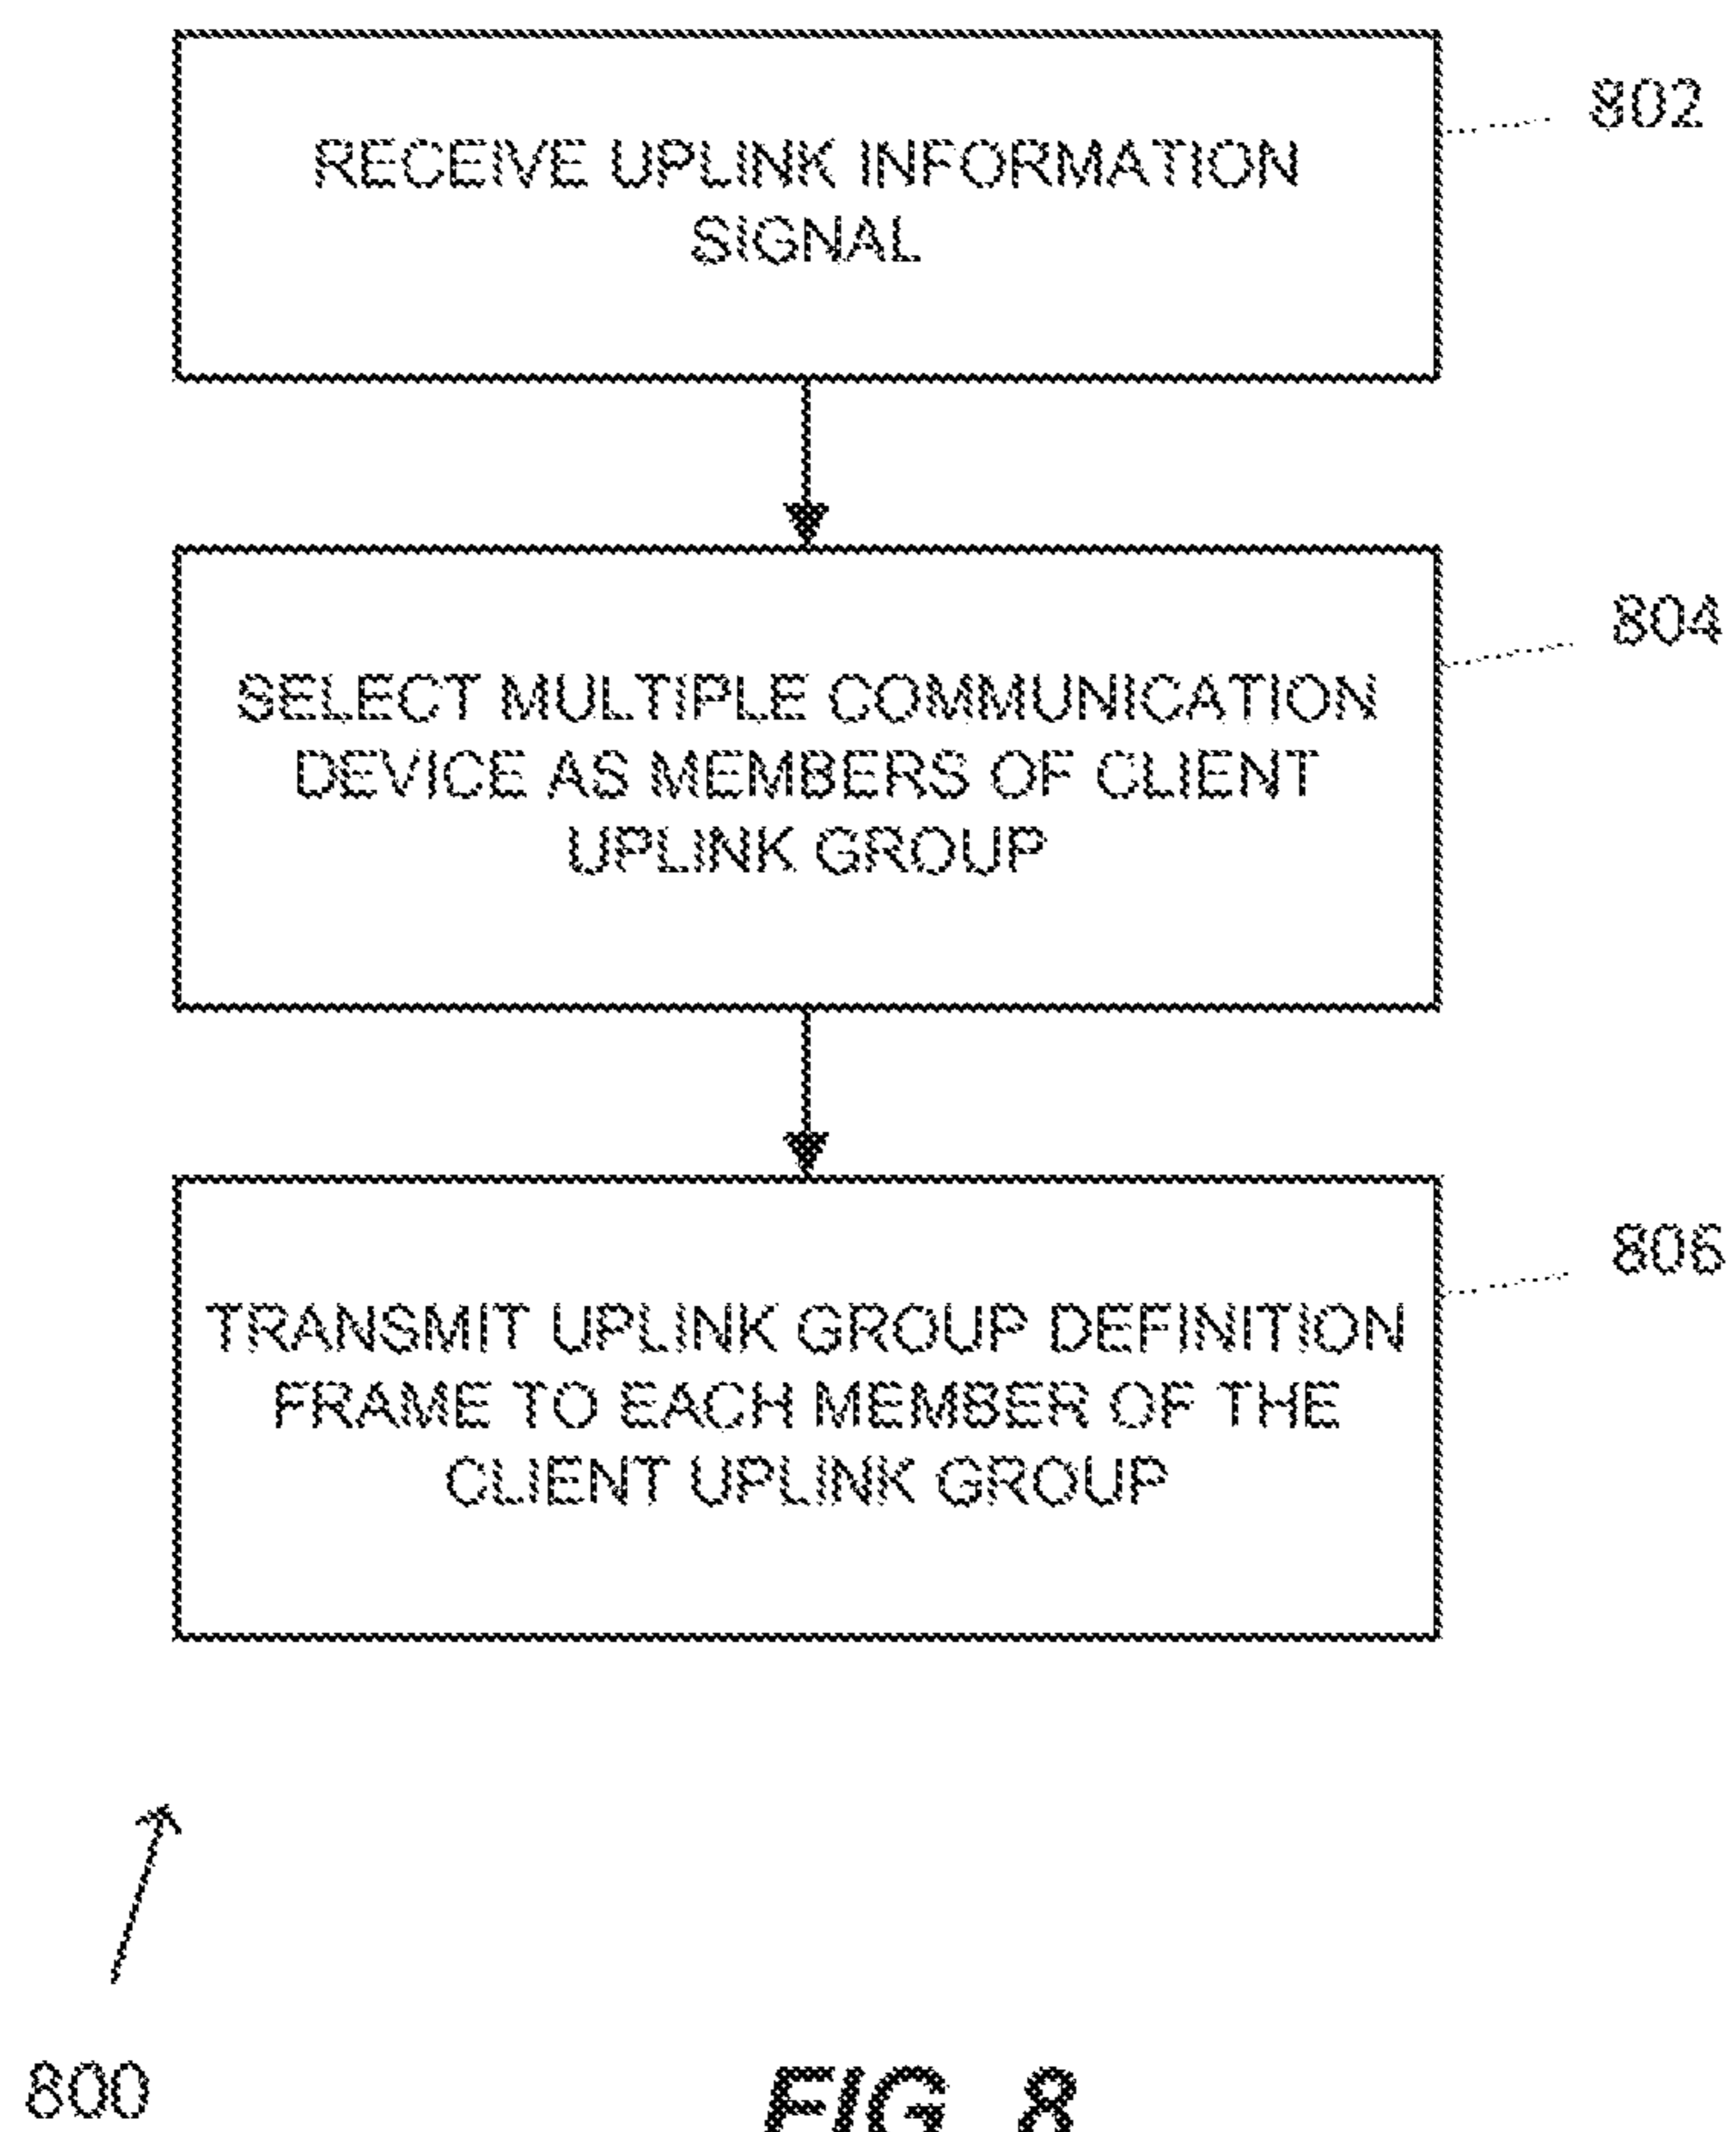 802
RECEIVE UPLINK INFORMATION
SIGNAL
804
SELECT MULTIPLE COMMUNICATION
DEVICE AS MEMBERS OF CLIENT
UPLINK GROUP
806
TRANSMIT UPLINK GROUP DEFINITION
FRAME TO EACH MEMBER OF THE
CLIENT UPLINK GROUP
800
FIG. 8